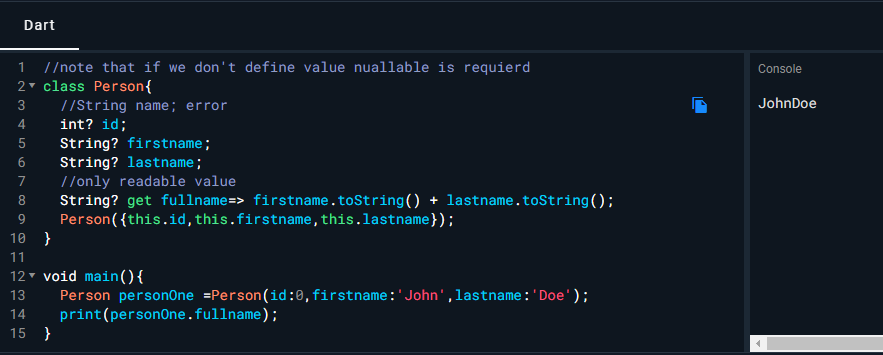 Dart
1 //note that if we don't define value nuallable is requierd
2 class Person{
3 //String name; error
4 int? id;
5 String? firstname;
6 String? lastname;
7 //only readable value
8 String? get fullname=> firstname.toString() + lastname.toString();
9 Person({this.id,this.firstname,this.lastname});
10 }
11
12 void main(){
13 Person personOne =Person(id:0,firstname:'John',lastname:'Doe');
14 print(personOne.fullname);
15 }
Console
JohnDoe